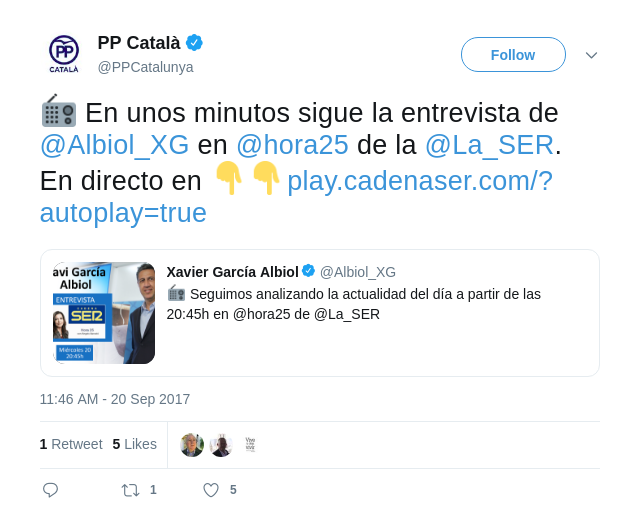 PP Català
@PPCatalunya
Follow
PP
CATALÀ
📻 En unos minutos sigue la entrevista de
@Albiol_XG en @hora25 de la @La_SER.
En directo en 👇👇 play.cadenaser.com/?
autoplay=true
avi García
Albiol
ENTREVISTA
SER
Miércoles 20
20:45h
Xavier García Albiol @Albiol_XG
📻 Seguimos analizando la actualidad del día a partir de las
20:45h en @hora25 de @La_SER
11:46 AM - 20 Sep 2017
1 Retweet 5 Likes
1
5